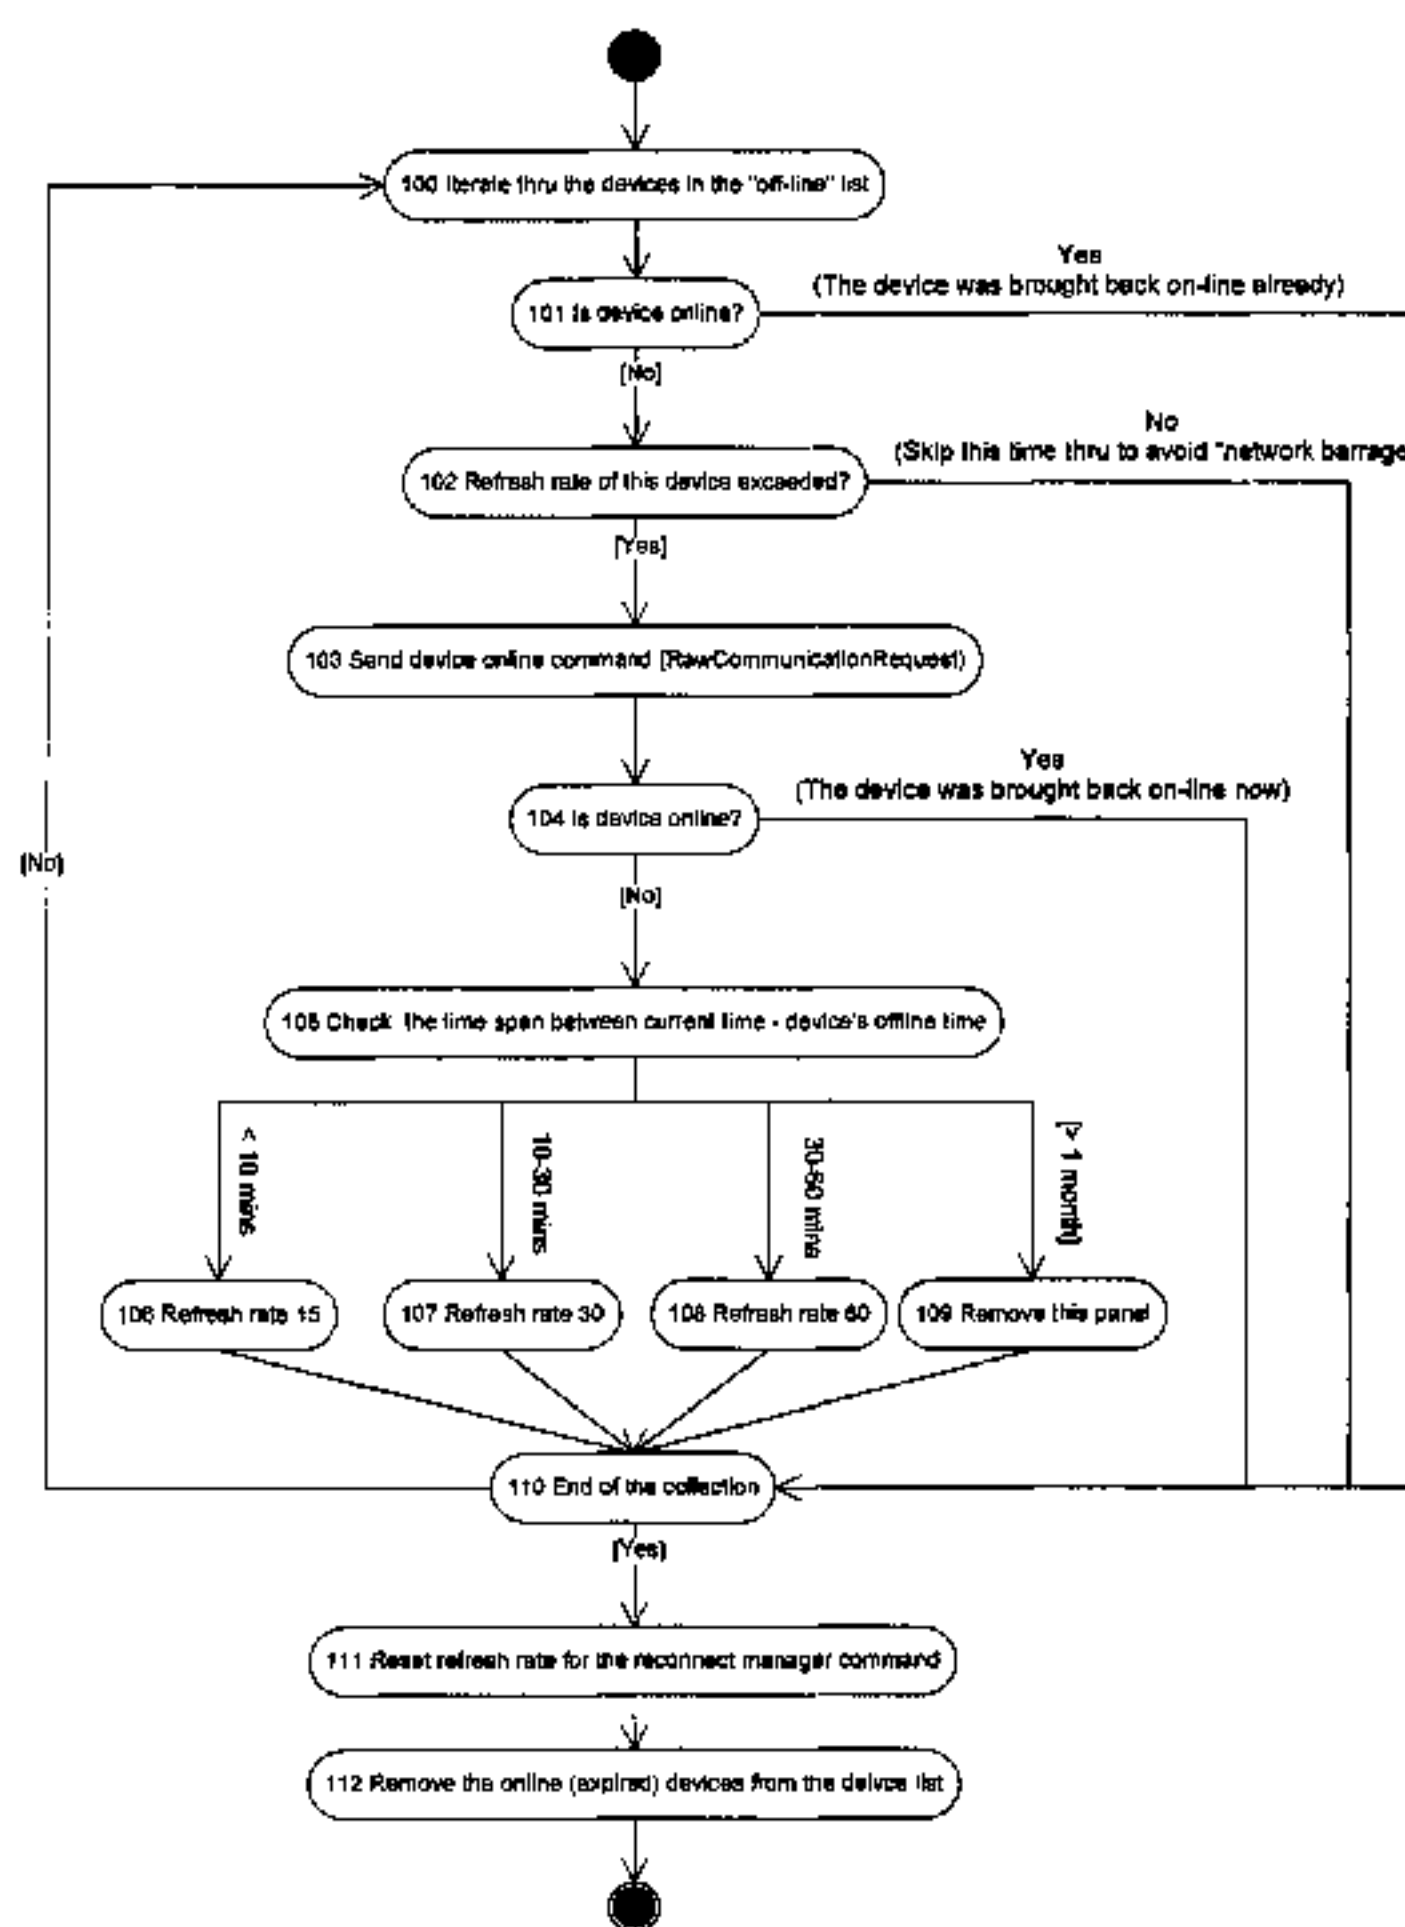 100 Iterate thru the devices in the "off-line" list
Yes
(The device was brought back on-line already)
101 Is device online?
[No]
No
(Skip this time thru to avoid "network barrage
102 Refresh rate of this device exceeded?
[Yes]
103 Send device online command (RawCommunicationRequest)
Yes
(The device was brought back on-line now)
104 Is device online?
[No]
[No]
105 Check the time span between current time - device's offline time
< 10 mins
10-30 mins
30-60 mins
[> 1 month]
106 Refresh rate 15
107 Refresh rate 30
108 Refresh rate 60
109 Remove this panel
110 End of the collection
[Yes]
111 Reset refresh rate for the reconnect manager command
112 Remove the online (expired) devices from the deivce list